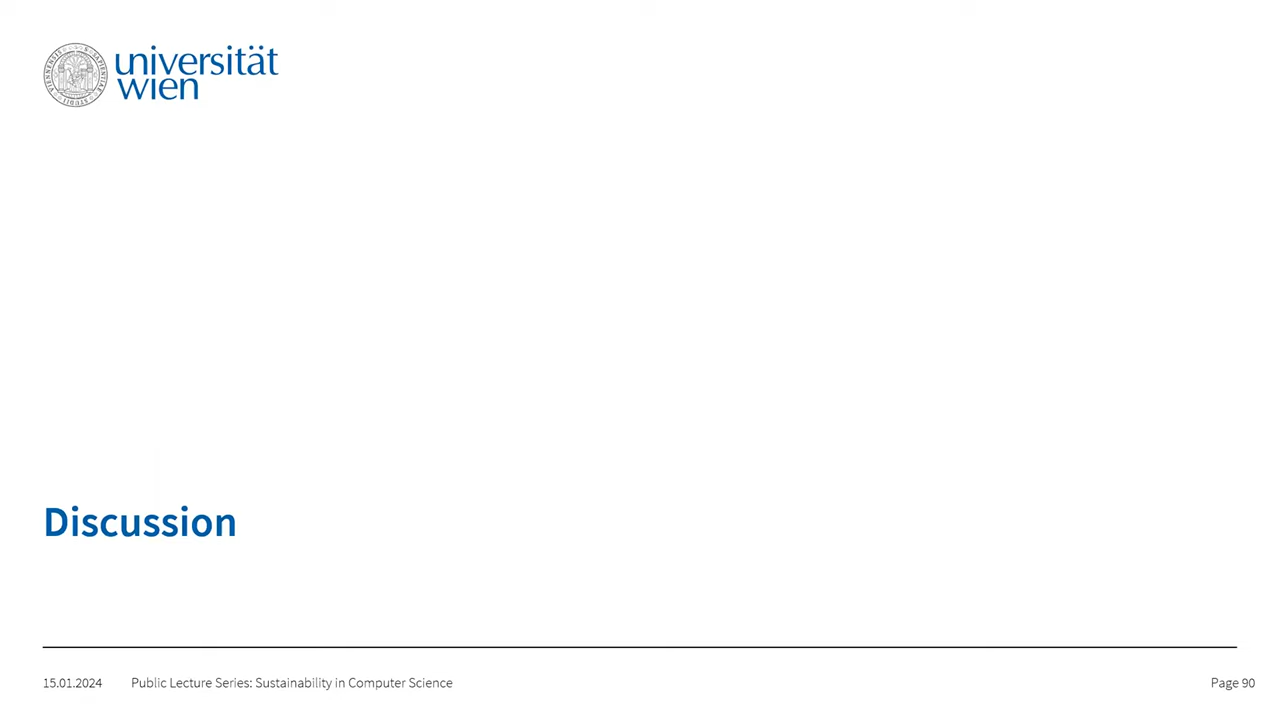 universität
wien
Discussion
15.01.2024 Public Lecture Series: Sustainability in Computer Science Page 90